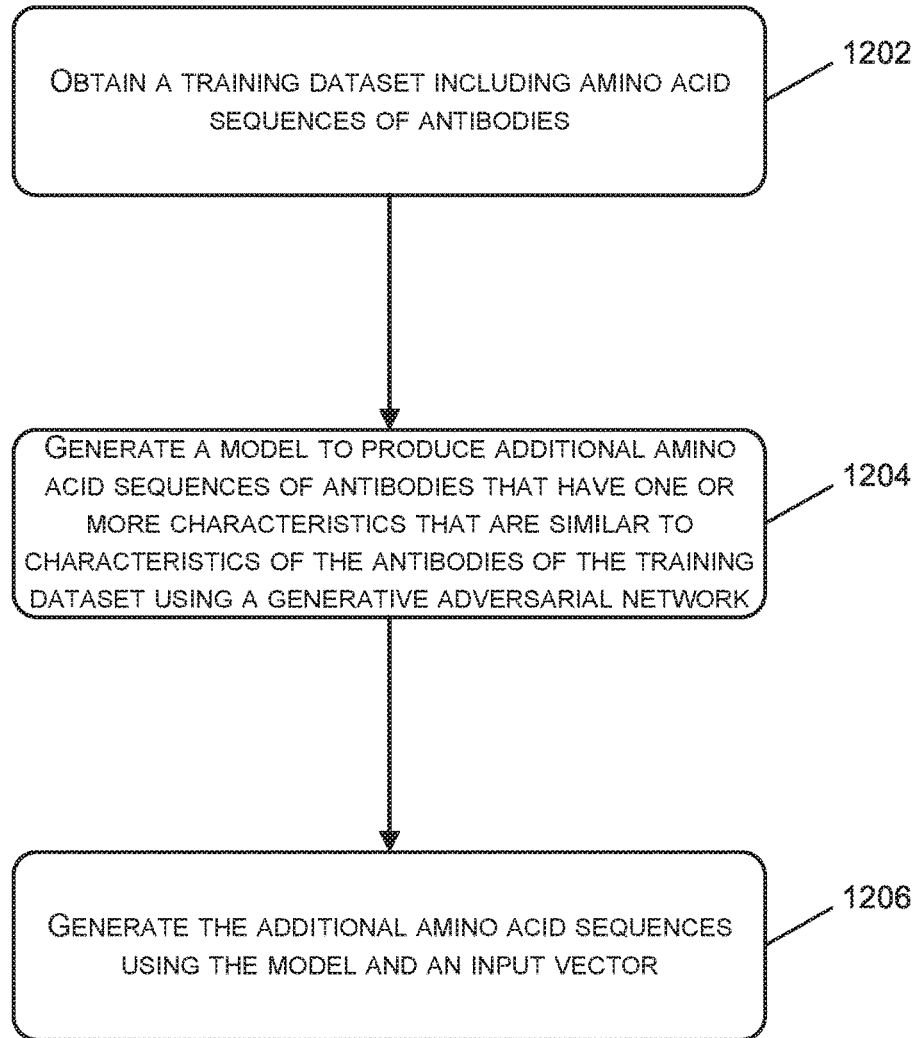 OBTAIN A TRAINING DATASET INCLUDING AMINO ACID
SEQUENCES OF ANTIBODIES
1202
GENERATE A MODEL TO PRODUCE ADDITIONAL AMINO
ACID SEQUENCES OF ANTIBODIES THAT HAVE ONE OR
MORE CHARACTERISTICS THAT ARE SIMILAR TO
CHARACTERISTICS OF THE ANTIBODIES OF THE TRAINING
DATASET USING A GENERATIVE ADVERSARIAL NETWORK
1204
GENERATE THE ADDITIONAL AMINO ACID SEQUENCES
USING THE MODEL AND AN INPUT VECTOR
1206